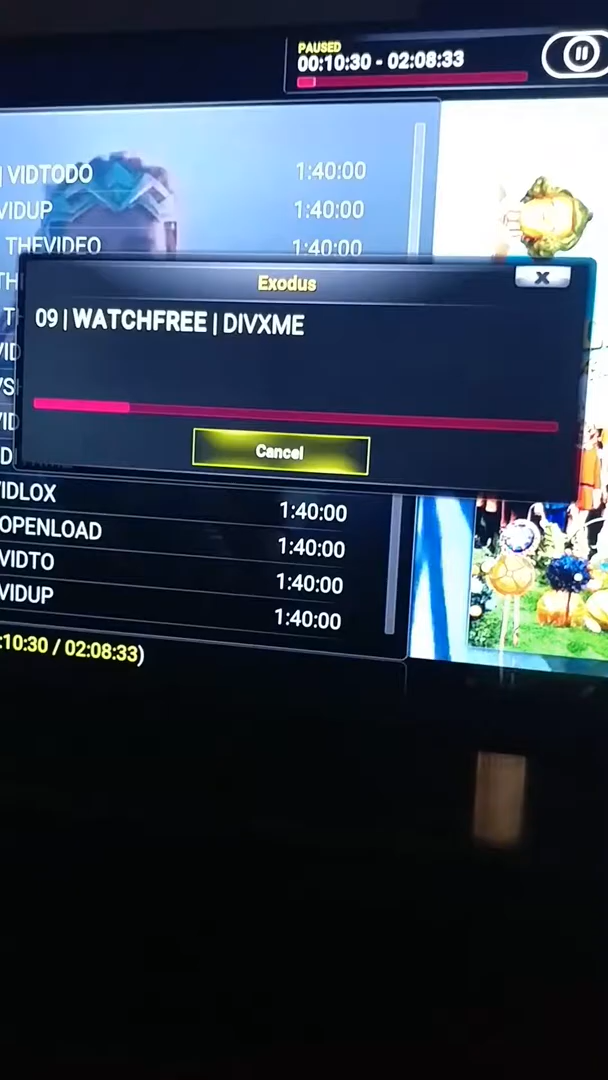 PAUSED
00:10:30 - 02:08:33
| VIDTODO 1:40:00
VIDUP 1:40:00
THEVIDEO 1:40:00
Exodus
X
09 | WATCHFREE | DIVXME
Cancel
IDLOX 1:40:00
OPENLOAD 1:40:00
VIDTO 1:40:00
VIDUP 1:40:00
:10:30 / 02:08:33)